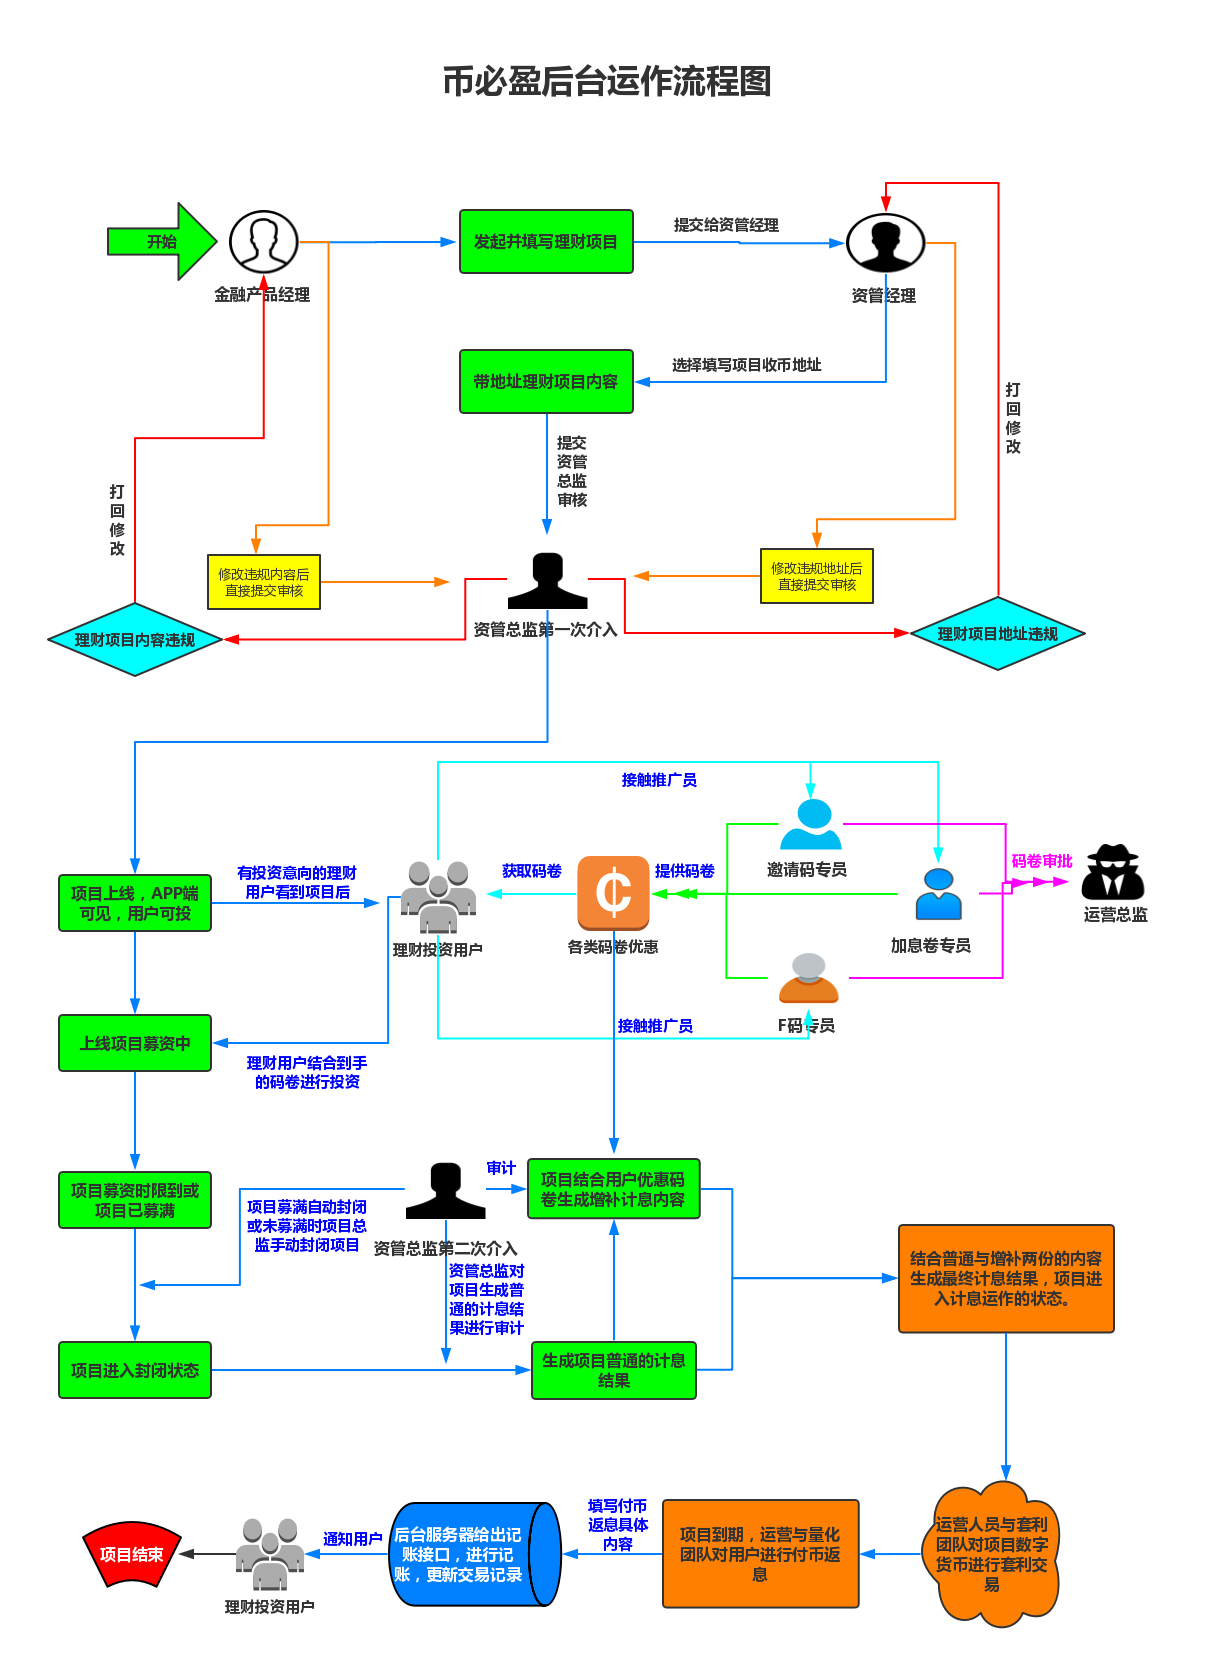 币必盈后台运作流程图
开始
金融产品经理
发起并填写理财项目
提交给资管经理
资管经理
带地址理财项目内容
选择填写项目收币地址
打
回
修
改
提交
资管
总监
审核
打
回
修
改
修改违规内容后
直接提交审核
修改违规地址后
直接提交审核
资管总监第一次介入
理财项目内容违规
理财项目地址违规
接触推广员
邀请码专员
码卷审批
运营总监
项目上线，APP端
可见，用户可投
有投资意向的理财
用户看到项目后
理财投资用户
获取码卷
提供码卷
各类码卷优惠
加息卷专员
F码专员
接触推广员
上线项目募资中
理财用户结合到手
的码卷进行投资
项目募资时限到或
项目已募满
项目募满自动封闭
或未募满时项目总
监手动封闭项目
审计
资管总监第二次介入
项目结合用户优惠码
卷生成增补计息内容
资管总监对
项目生成普
通的计息结
果进行审计
结合普通与增补两份的内容
生成最终计息结果，项目进
入计息运作的状态。
项目进入封闭状态
生成项目普通的计息
结果
项目结束
理财投资用户
通知用户
后台服务器给出记
账接口，进行记
账，更新交易记录
填写付币
返息具体
内容
项目到期，运营与量化
团队对用户进行付币返
息
运营人员与套利
团队对项目数字
货币进行套利交
易